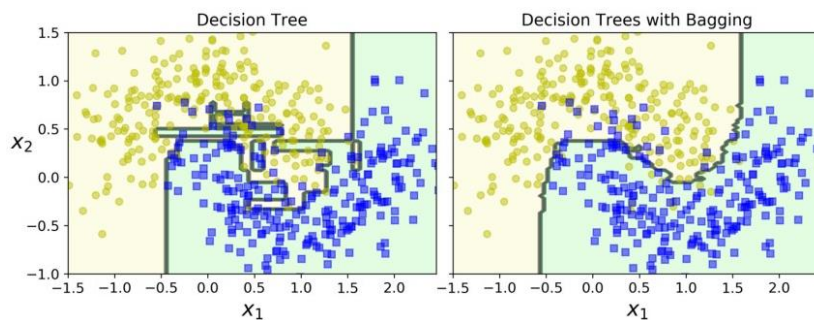 Decision Tree
Decision Trees with Bagging
1.5
1.0
0.5
x₂
0.0
−0.5
−1.0
−1.5 −1.0 −0.5 0.0 0.5 1.0 1.5 2.0
−1.5 −1.0 −0.5 0.0 0.5 1.0 1.5 2.0
x₁
x₁